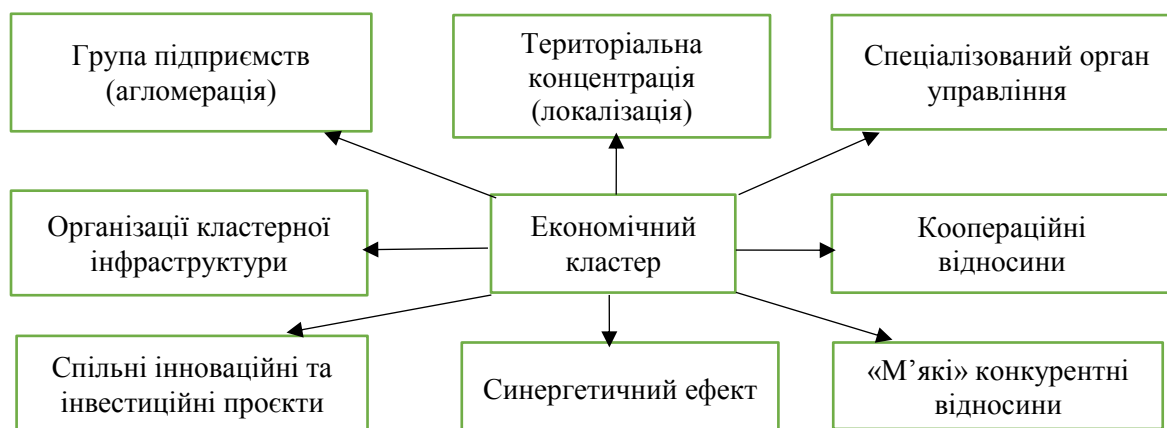 Група підприємств
(агломерація)
Територіальна
концентрація
(локалізація)
Спеціалізований орган
управління
Організації кластерної
інфраструктури
Економічний
кластер
Коопераційні
відносини
Спільні інноваційні та
інвестиційні проєкти
Синергетичний ефект
«М’які» конкурентні
відносини